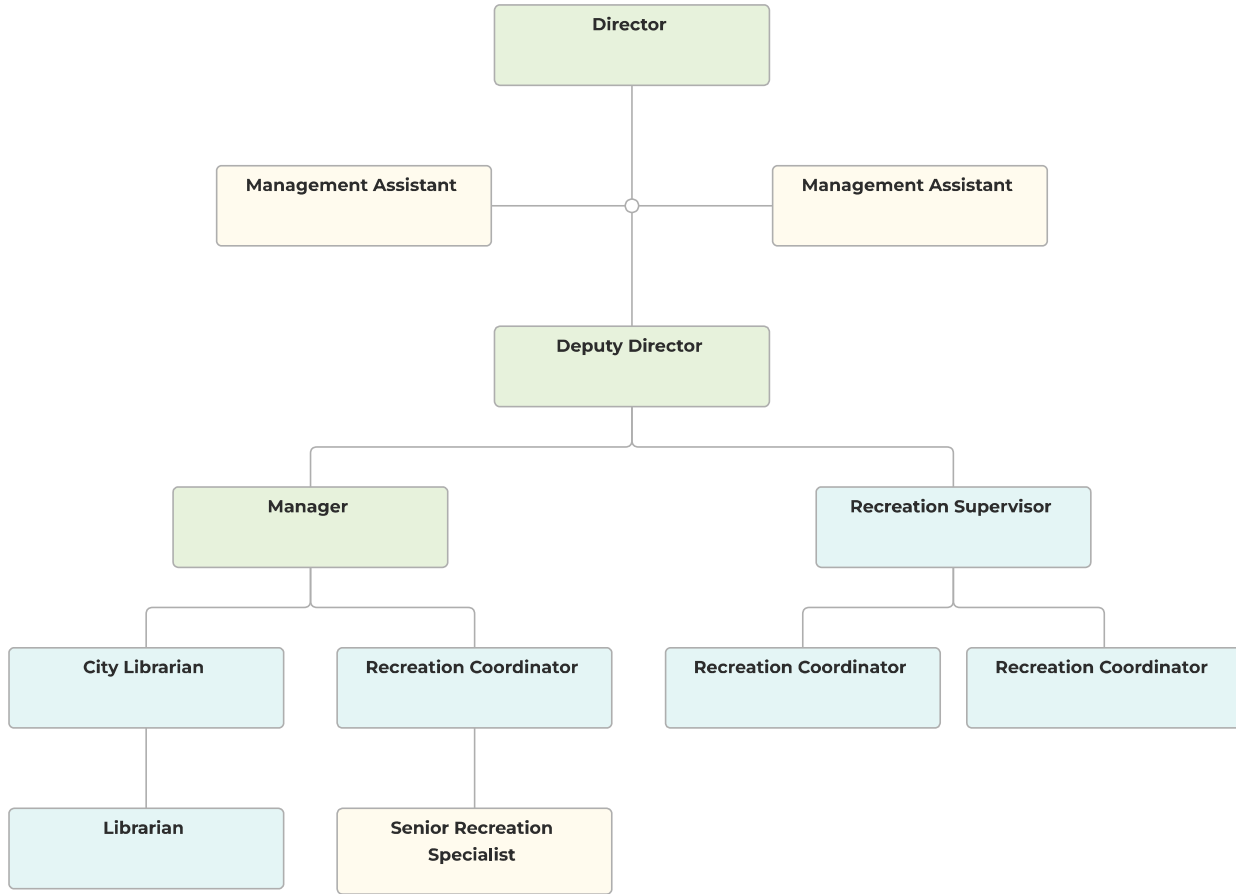 Director
Management Assistant
Management Assistant
Deputy Director
Manager
Recreation Supervisor
City Librarian
Recreation Coordinator
Recreation Coordinator
Recreation Coordinator
Librarian
Senior Recreation
Specialist